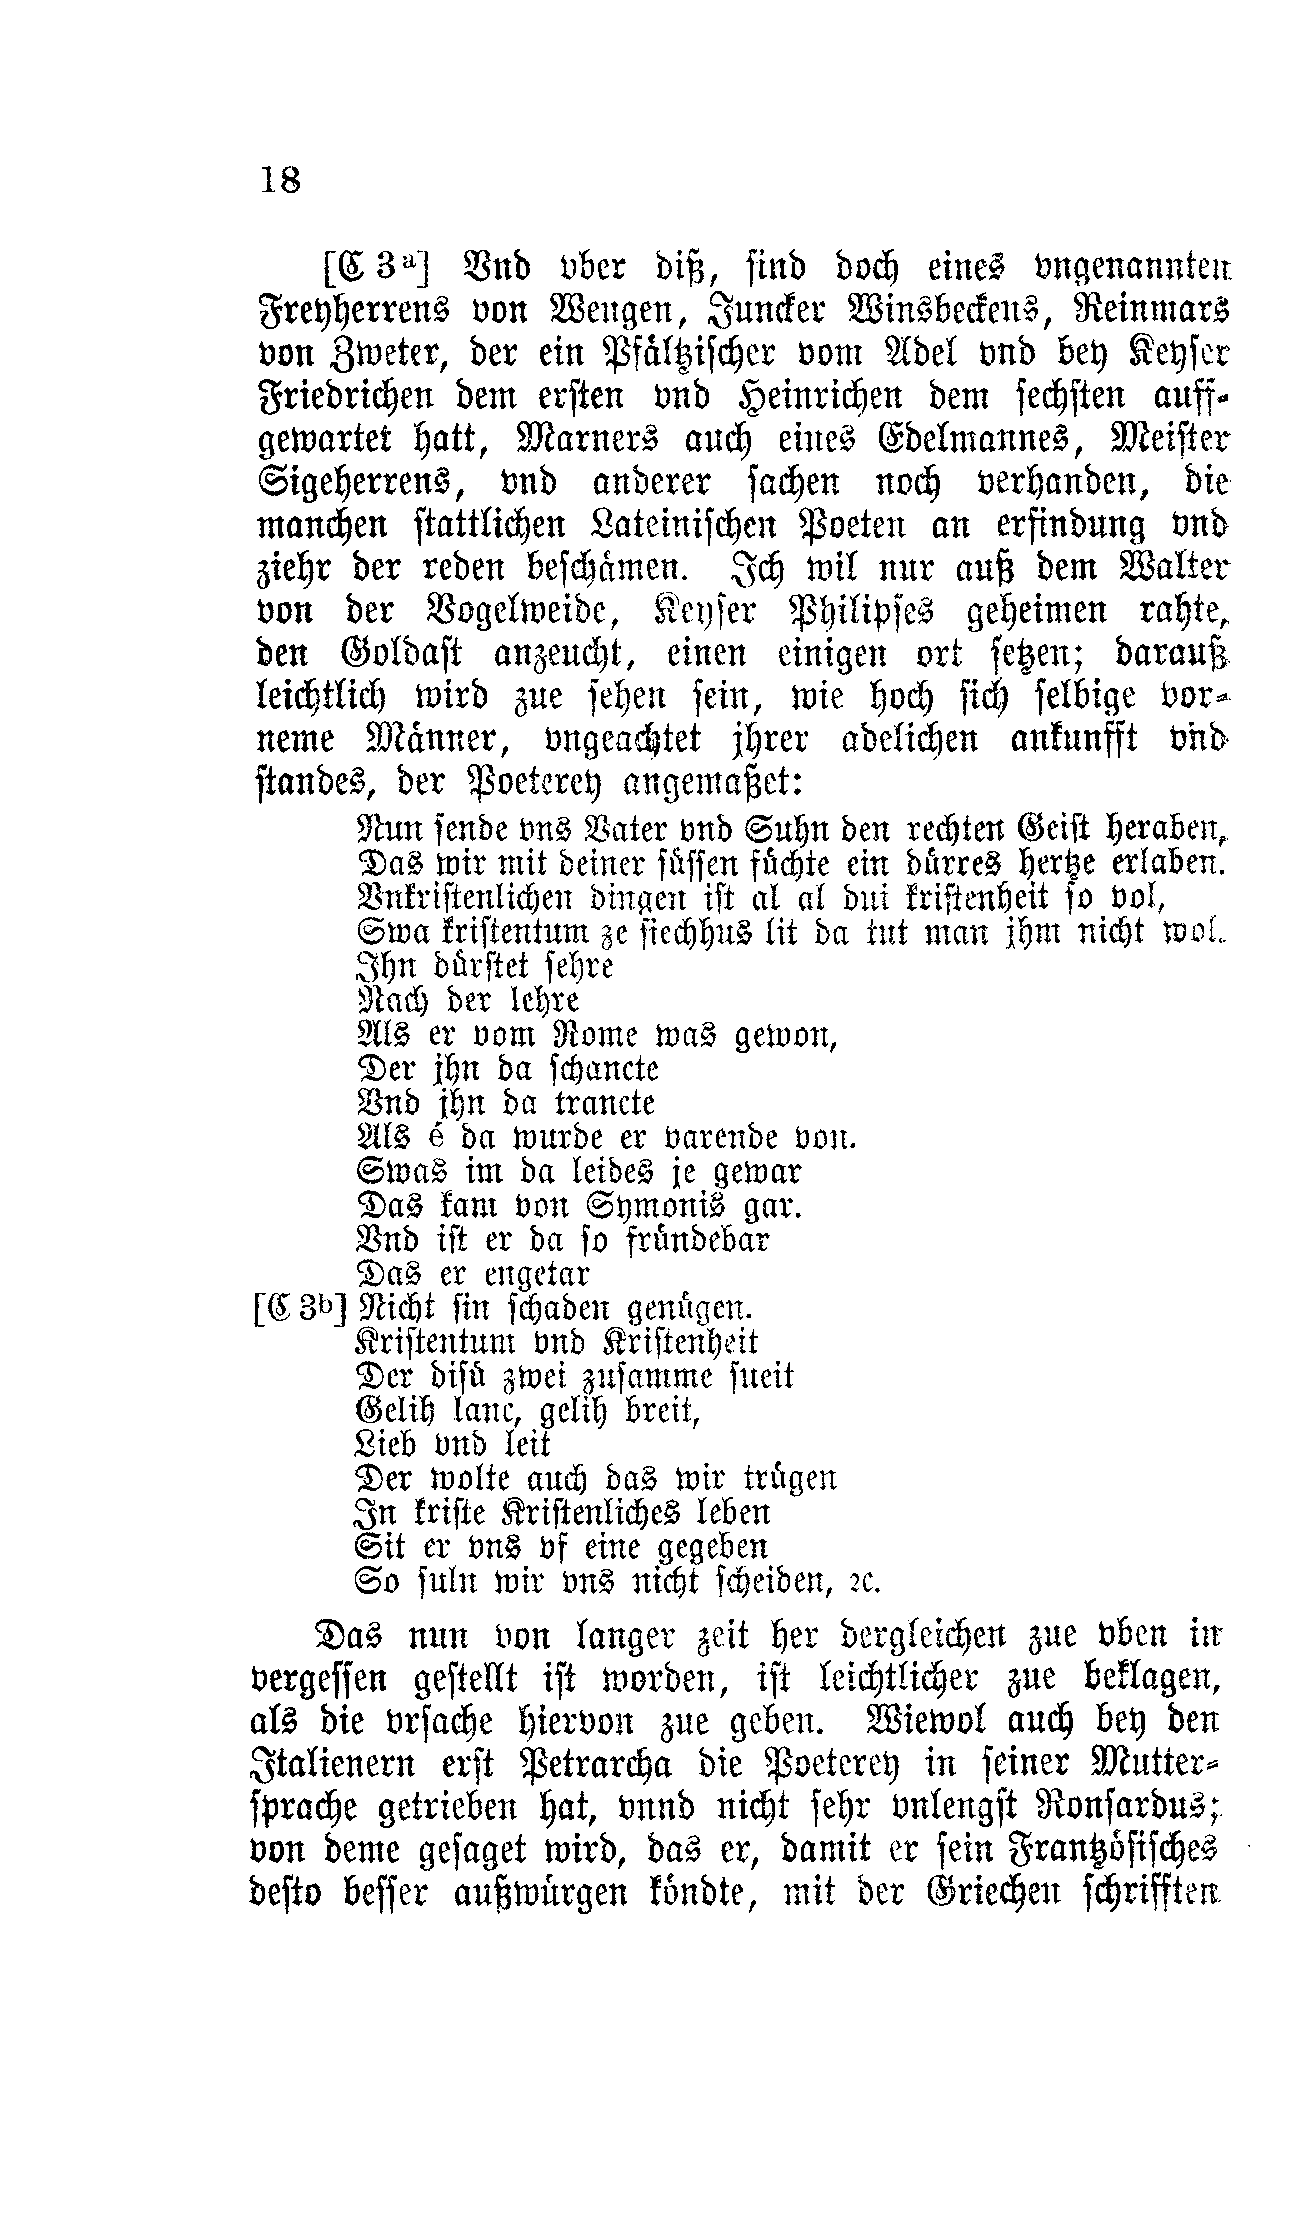 18
[C 3ª] Vnd vber diß, ſind doch eines vngenannten
Freyherrens von Wengen, Juncker Winsbeckens, Reinmars
von Zweter, der ein Pfältziſcher vom Adel vnd bey Keyſer
Friedrichen dem erſten vnd Heinrichen dem ſechſten auff-
gewartet hatt, Marners auch eines Edelmannes, Meiſter
Sigeherrens, vnd anderer ſachen noch verhanden, die
manchen ſtattlichen Lateiniſchen Poeten an erfindung vnd
ziehr der reden beſchämen. Ich wil nur auß dem Walter
von der Vogelweide, Keyſer Philipſes geheimen rahte,
den Goldaſt anzeucht, einen einigen ort ſetzen; darauß
leichtlich wird zue ſehen ſein, wie hoch ſich ſelbige vor-
neme Männer, vngeachtet jhrer adelichen ankunfft vnd
ſtandes, der Poeterey angemaßet:
Nun ſende vns Vater vnd Suhn den rechten Geiſt heraben,
Das wir mit deiner ſüſſen füchte ein dürres hertze erlaben.
Vnkriſtenlichen dingen iſt al al dui kriſtenheit ſo vol,
Swa kriſtentum ze ſiechhus lit da tut man jhm nicht wol.
Ihn dürſtet ſehre
Nach der lehre
Als er vom Rome was gewon,
Der jhn da ſchancte
Vnd jhn da trancte
Als é da wurde er varende von.
Swas im da leides je gewar
Das kam von Symonis gar.
Vnd iſt er da ſo fründebar
Das er engetar
[C 3b] Nicht ſin ſchaden genügen.
Kriſtentum vnd Kriſtenheit
Der diſü zwei zuſamme ſneit
Gelih lanc, gelih breit,
Lieb vnd leit
Der wolte auch das wir trügen
In kriſte Kriſtenliches leben
Sit er vns vf eine gegeben
So ſuln wir vns nicht ſcheiden, ꝛc.
Das nun von langer zeit her dergleichen zue vben in
vergeſſen geſtellt iſt worden, iſt leichtlicher zue beklagen,
als die vrſache hiervon zue geben. Wiewol auch bey den
Italienern erſt Petrarcha die Poeterey in ſeiner Mutter-
ſprache getrieben hat, vnnd nicht ſehr vnlengſt Ronſardus;
von deme geſaget wird, das er, damit er ſein Frantzöſiſches
deſto beſſer außwürgen köndte, mit der Griechen ſchrifften